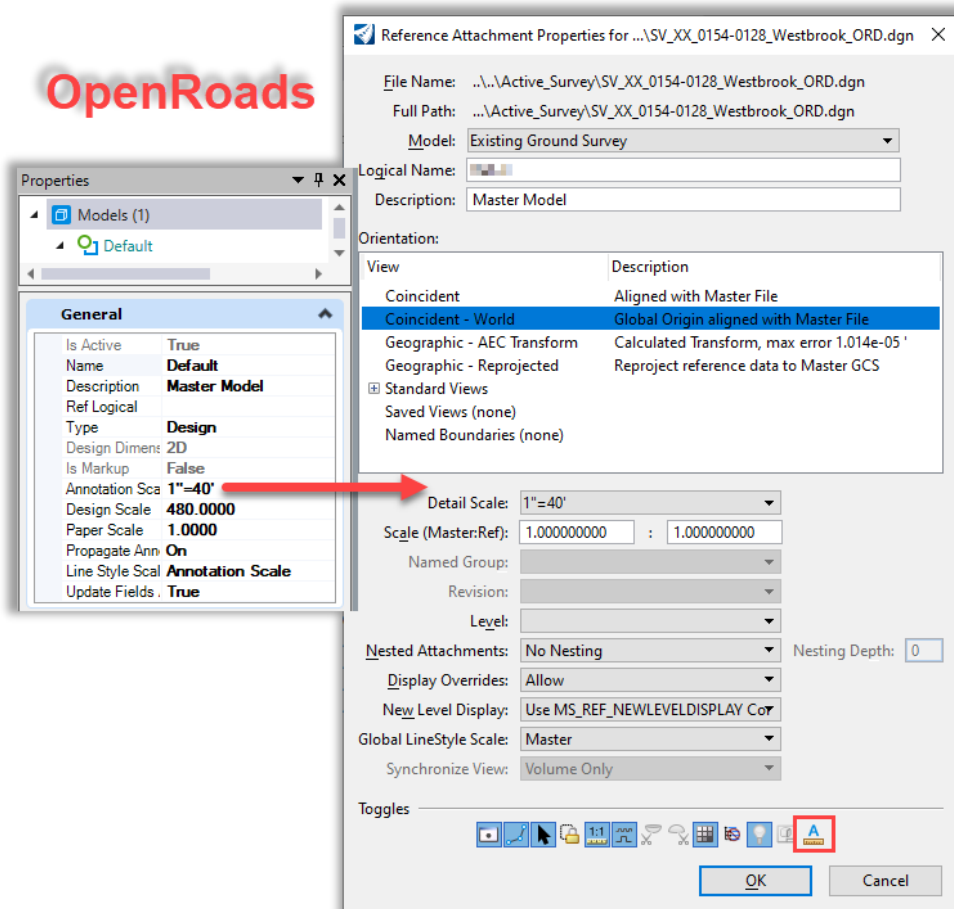 OpenRoads
Properties
Models (1)
Default
General
Is Active True
Name Default
Description Master Model
Ref Logical
Type Design
Design Dimens 2D
Is Markup False
Annotation Sca 1"=40'
Design Scale 480.0000
Paper Scale 1.0000
Propagate Ann On
Line Style Scal Annotation Scale
Update Fields . True
Reference Attachment Properties for ...\SV_XX_0154-0128_Westbrook_ORD.dgn
File Name: ..\..\Active_Survey\SV_XX_0154-0128_Westbrook_ORD.dgn
Full Path: ...\Active_Survey\SV_XX_0154-0128_Westbrook_ORD.dgn
Model: Existing Ground Survey
Logical Name:
Description: Master Model
Orientation:
View Description
Coincident Aligned with Master File
Coincident - World Global Origin aligned with Master File
Geographic - AEC Transform Calculated Transform, max error 1.014e-05 '
Geographic - Reprojected Reproject reference data to Master GCS
Standard Views
Saved Views (none)
Named Boundaries (none)
Detail Scale: 1"=40'
Scale (Master:Ref): 1.000000000 : 1.000000000
Named Group:
Revision:
Level:
Nested Attachments: No Nesting Nesting Depth: 0
Display Overrides: Allow
New Level Display: Use MS_REF_NEWLEVELDISPLAY Cor
Global LineStyle Scale: Master
Synchronize View: Volume Only
Toggles
1:1 A
OK Cancel